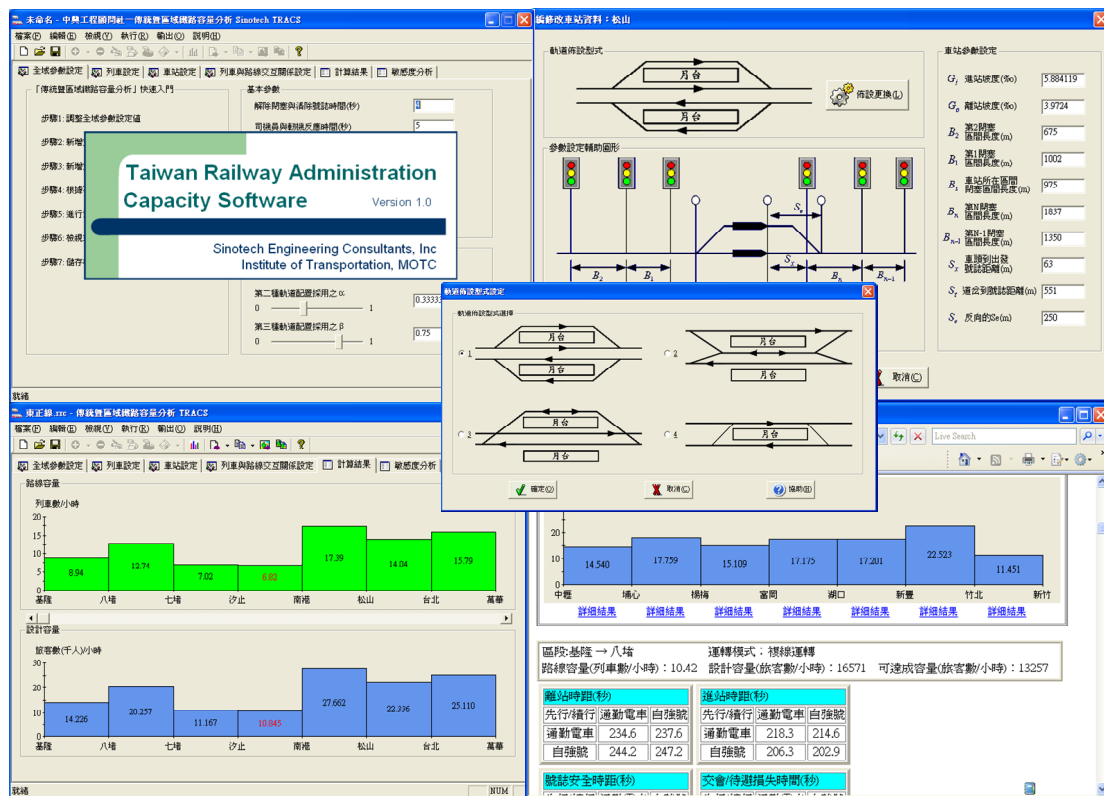 未命名 - 中興工程顧問社—傳統暨區域鐵路容量分析 Sinotech TRACS
檔案(F) 編輯(E) 檢視(V) 執行(R) 輸出(O) 說明(H)
全域參數設定 列車設定 車站設定 列車與路線交互關係設定 計算結果 敏感度分析
「傳統暨區域鐵路容量分析」快速入門
步驟1: 調整全域參數設定值
步驟2: 新增
步驟3: 新增
步驟4: 根據
步驟5: 進行
步驟6: 檢視
步驟7: 儲存
基本參數
解除閉塞與清除號誌時間(秒)
司機員與軔機反應時間(秒) 5
Taiwan Railway Administration
Capacity Software Version 1.0
Sinotech Engineering Consultants, Inc
Institute of Transportation, MOTC
第二種軌道配置採用之α
0 1 0.33333
第三種軌道配置採用之β
0 1 0.75
就緒
編修改車站資料：松山
軌道佈設型式
月台
月台
佈設更換(L)
參數設定輔助圖形
Se
B2 B1 Sx Bn Bn-1
車站參數設定
Gi 進站坡度(‰) 5.884119
Go 離站坡度(‰) 3.9724
B2 第2閉塞區間長度(m) 675
B1 第1閉塞區間長度(m) 1002
Bs 車站所在區間閉塞區間長度(m) 975
Bn 第N閉塞區間長度(m) 1837
Bn-1 第N-1閉塞區間長度(m) 1350
Sx 車頭到出發號誌距離(m) 63
St 道岔到號誌距離(m) 551
Se 反向的Se(m) 250
取消(C)
軌道佈設型式設定
軌道佈設型式選擇
1 月台 月台
2 月台 月台
3 月台 月台
4 月台
確定(O) 取消(C) 協助(H)
東正線.rrc - 傳統暨區域鐵路容量分析 TRACS
檔案(F) 編輯(E) 檢視(V) 執行(R) 輸出(O) 說明(H)
全域參數設定 列車設定 車站設定 列車與路線交互關係設定 計算結果 敏感度分析
路線容量
列車數/小時
20
15
10
5
0
8.94 12.74 7.02 6.82 17.39 14.04 15.79
基隆 八堵 七堵 汐止 南港 松山 台北 萬華
設計容量
旅客數(千人)/小時
30
20
10
0
14.226 20.257 11.167 10.845 27.662 22.336 25.110
基隆 八堵 七堵 汐止 南港 松山 台北 萬華
就緒 NUM
Live Search
20
10
0
14.540 17.759 15.109 17.175 17.201 22.523 11.451
中壢 埔心 楊梅 富岡 湖口 新豐 竹北 新竹
詳細結果 詳細結果 詳細結果 詳細結果 詳細結果 詳細結果 詳細結果
區段:基隆 → 八堵 運轉模式：複線運轉
路線容量(列車數/小時)：10.42 設計容量(旅客數/小時)：16571 可達成容量(旅客數/小時)：13257
離站時距(秒)
先行/續行 通勤電車 自強號
通勤電車 234.6 237.6
自強號 244.2 247.2
進站時距(秒)
先行/續行 通勤電車 自強號
通勤電車 218.3 214.6
自強號 206.3 202.9
號誌安全時距(秒)
交會/待避損失時間(秒)